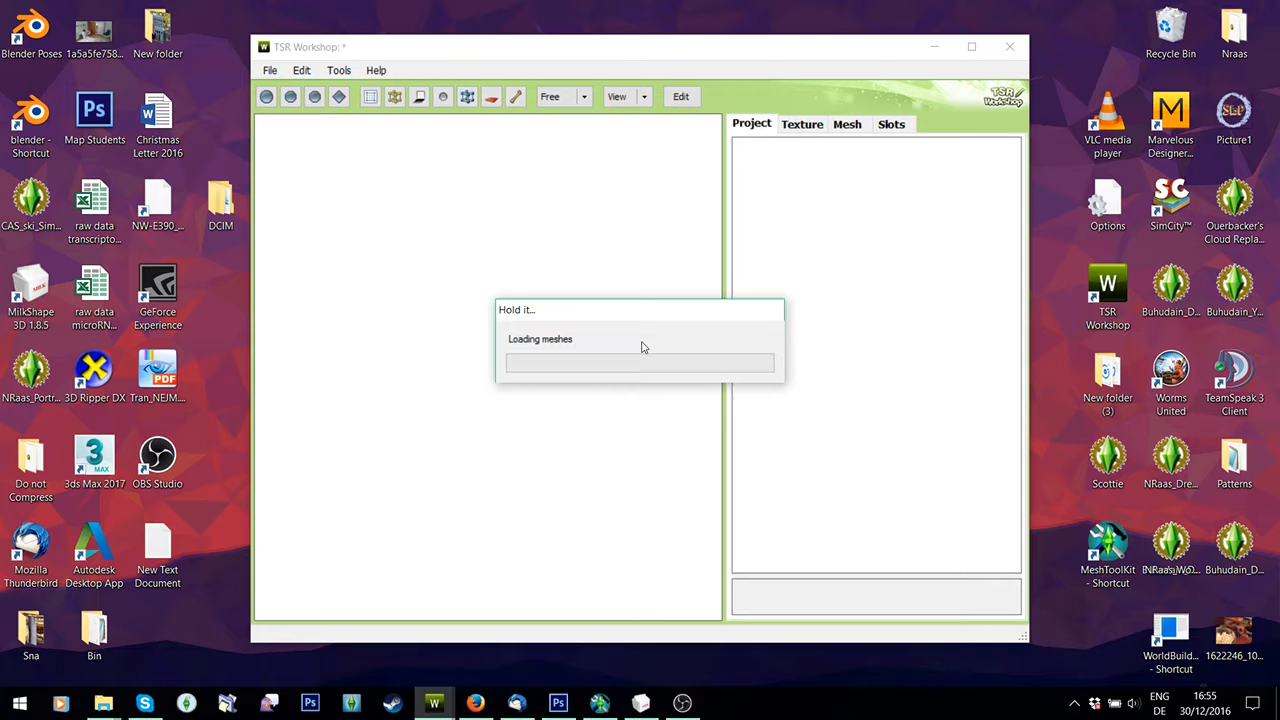 Blender Poses
1a5a5fe758...
New folder
blender - Shortcut
Map Students
Christmas Letter 2016
CAS_ski_Sim...
raw data transcripto...
NW-E390_...
DCIM
MilkShape 3D 1.8.5
raw data microRN...
GeForce Experience
NRaas_Portr...
3D Ripper DX
Tran_NEJM....
Do not Compress
3ds Max 2017
OBS Studio
Mozilla Thunderbird
Autodesk Desktop App
New Text Document
Sna
Bin
TSR Workshop: *
File Edit Tools Help
Free View Edit
TSR Workshop
Project Texture Mesh Slots
Hold it...
Loading meshes
Recycle Bin
Nraas
VLC media player
Marvelous Designer...
Picture1
Options
SimCity™
Ouerbacker's Cloud Repla...
TSR Workshop
Buhudain_D...
Buhudain_Y...
New folder (3)
Worms United
TeamSpeak 3 Client
Scottie
NRaas_Dre...
Patterns
MeshToolKit - Shortcut
Buhudain_D...
WorldBuild... - Shortcut
1622246_10...
ENG
DE
16:55
30/12/2016